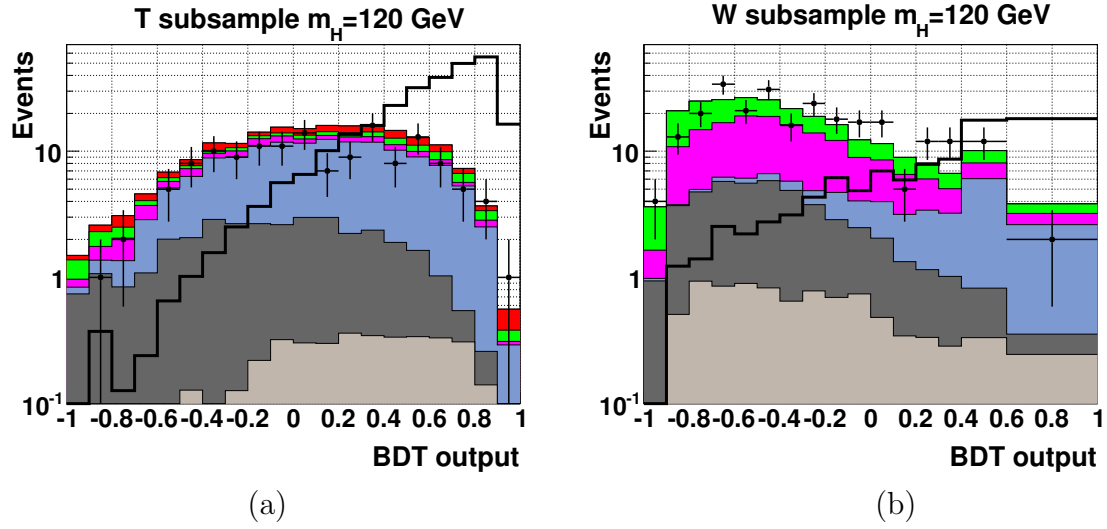 T subsample m_H=120 GeV
Events
10
1
10^-1
-1 -0.8 -0.6 -0.4 -0.2 0 0.2 0.4 0.6 0.8 1
BDT output
(a)
W subsample m_H=120 GeV
Events
10
1
10^-1
-1 -0.8 -0.6 -0.4 -0.2 0 0.2 0.4 0.6 0.8 1
BDT output
(b)